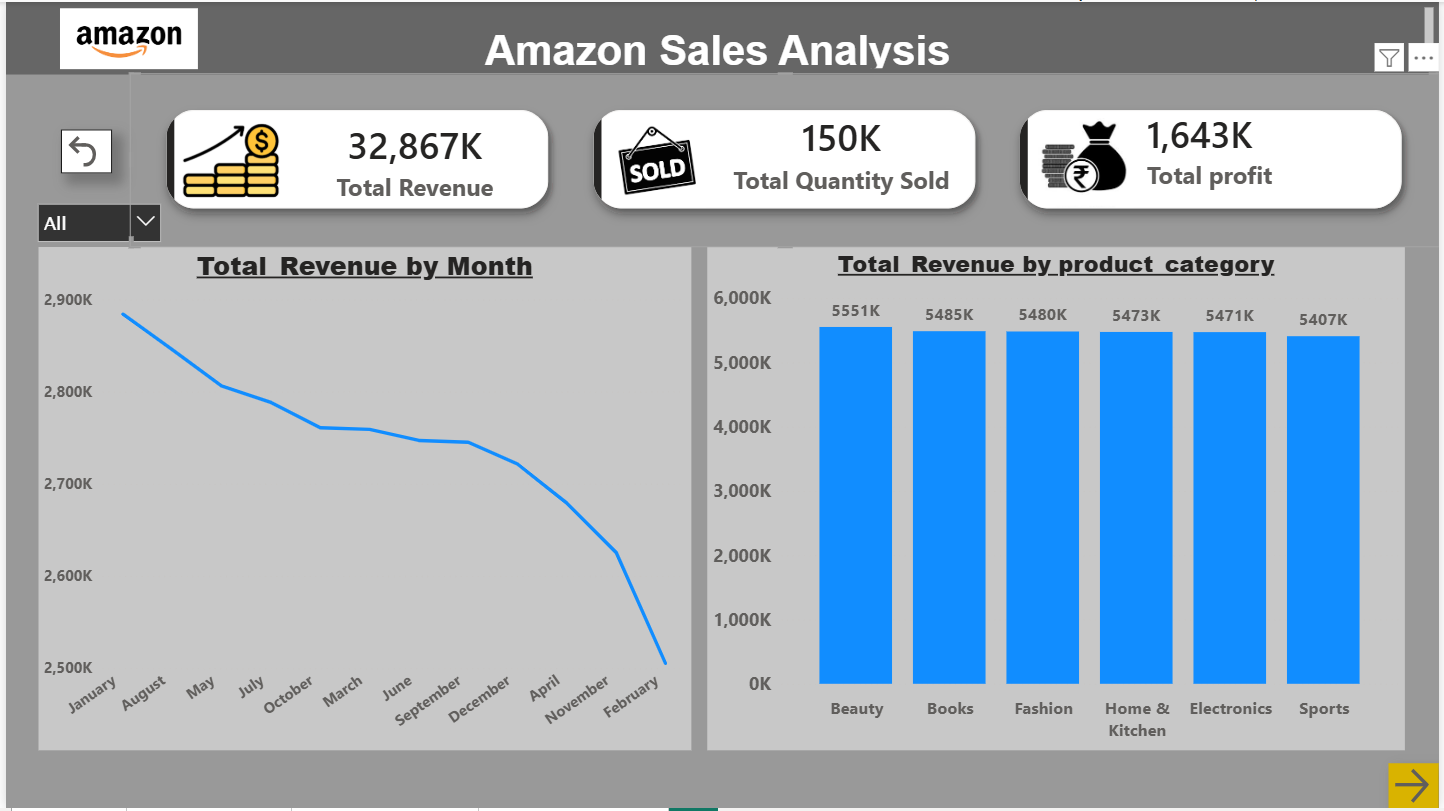 amazon
Amazon Sales Analysis
$
32,867K
Total Revenue
SOLD
150K
Total Quantity Sold
₹
1,643K
Total profit
All
Total Revenue by Month
2,900K
2,800K
2,700K
2,600K
2,500K
January
August
May
July
October
March
June
September
December
April
November
February
Total Revenue by product category
6,000K
5,000K
4,000K
3,000K
2,000K
1,000K
0K
5551K
5485K
5480K
5473K
5471K
5407K
Beauty
Books
Fashion
Home &
Kitchen
Electronics
Sports